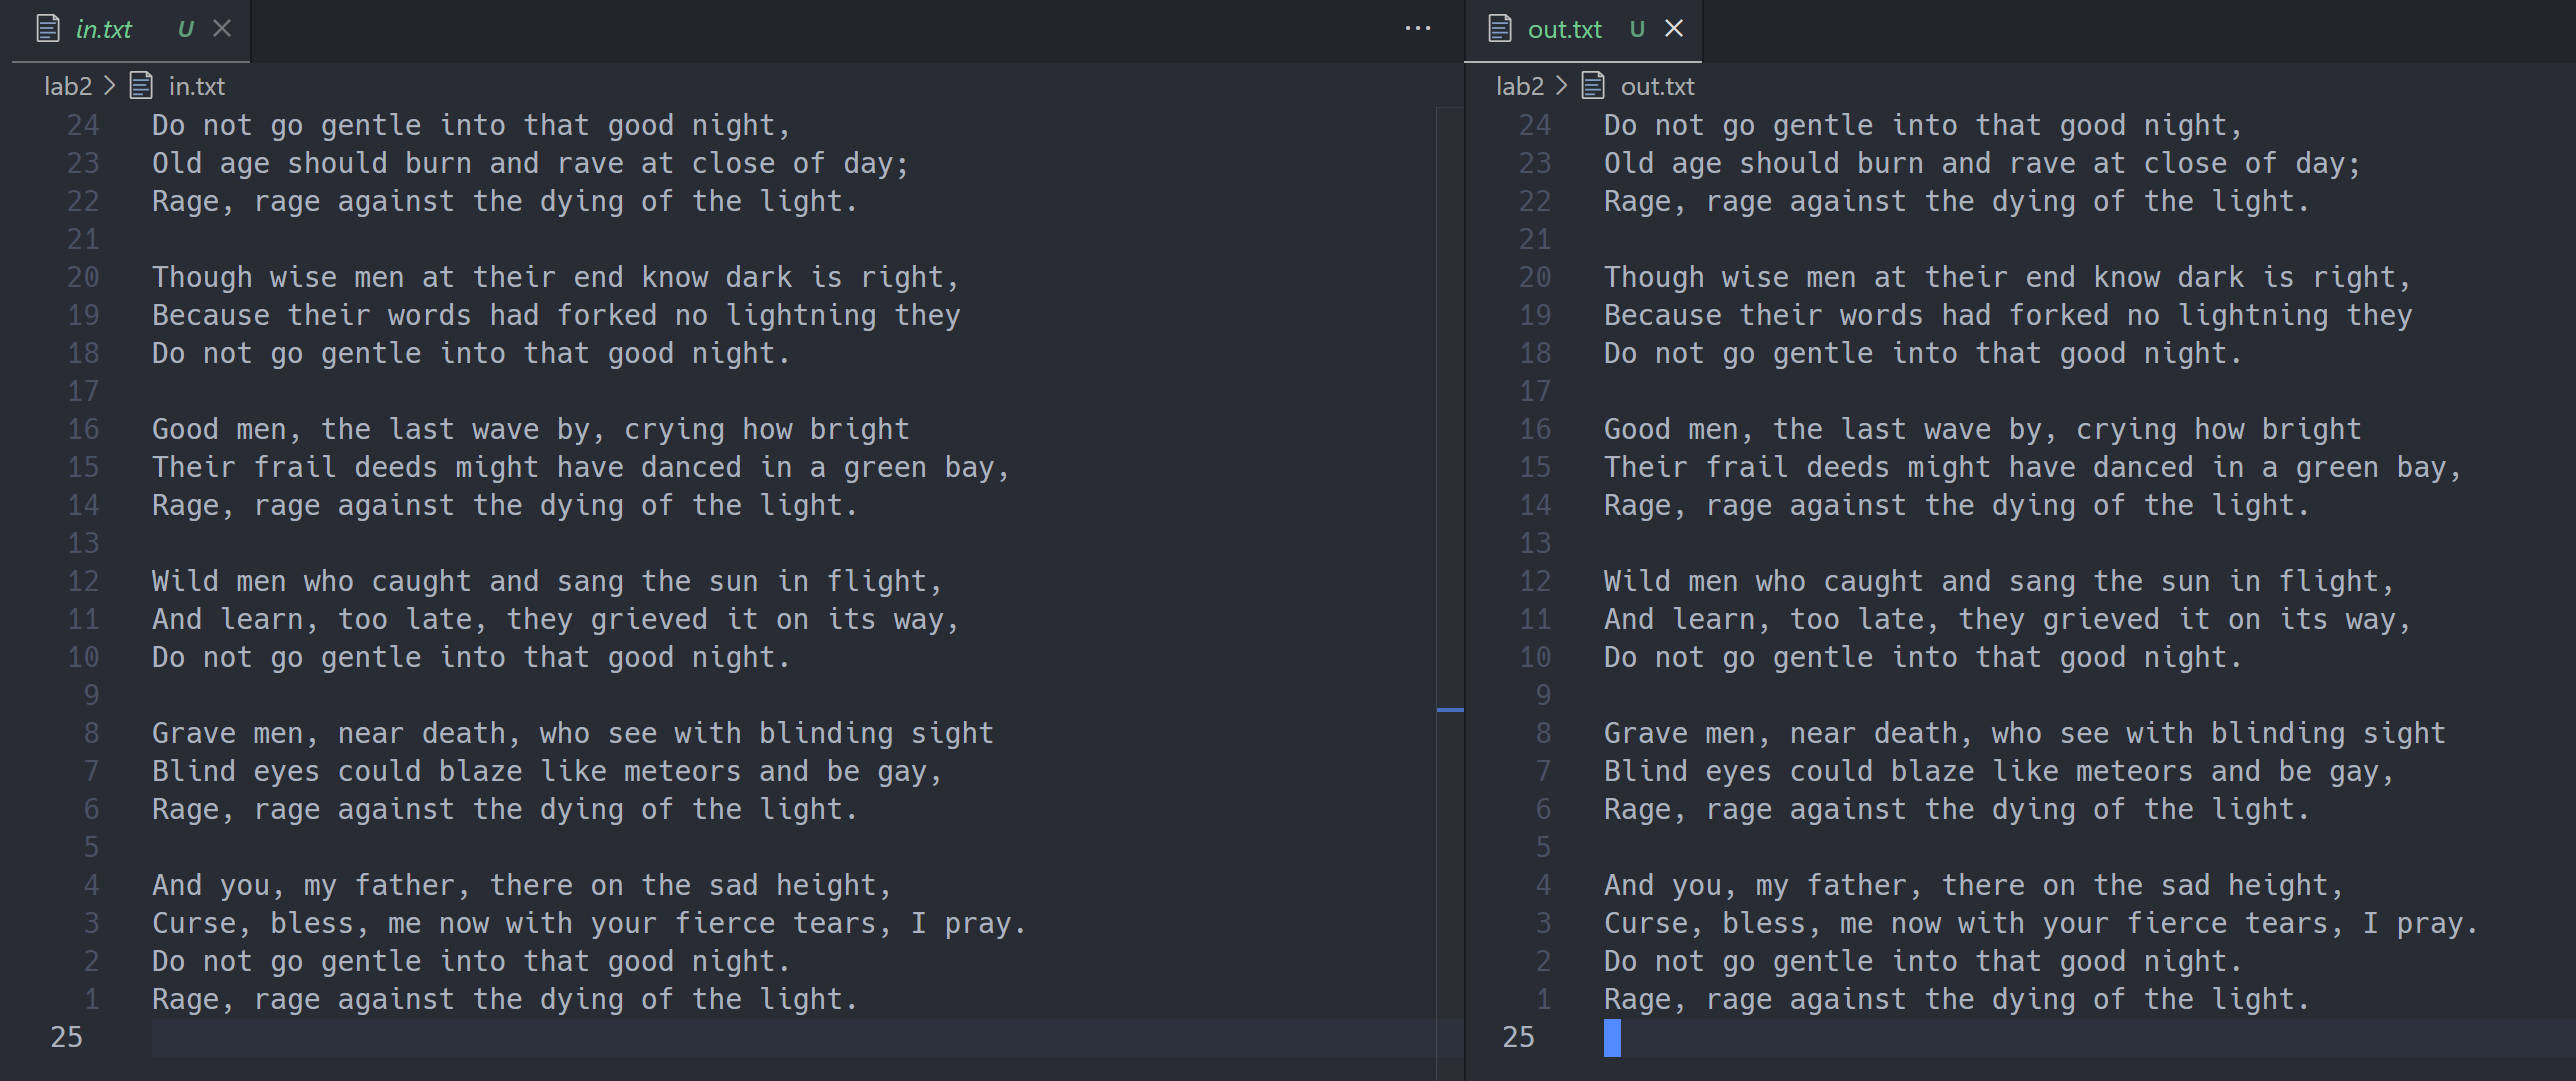 in.txt U
lab2 > in.txt
24 Do not go gentle into that good night,
23 Old age should burn and rave at close of day;
22 Rage, rage against the dying of the light.
21
20 Though wise men at their end know dark is right,
19 Because their words had forked no lightning they
18 Do not go gentle into that good night.
17
16 Good men, the last wave by, crying how bright
15 Their frail deeds might have danced in a green bay,
14 Rage, rage against the dying of the light.
13
12 Wild men who caught and sang the sun in flight,
11 And learn, too late, they grieved it on its way,
10 Do not go gentle into that good night.
9
8 Grave men, near death, who see with blinding sight
7 Blind eyes could blaze like meteors and be gay,
6 Rage, rage against the dying of the light.
5
4 And you, my father, there on the sad height,
3 Curse, bless, me now with your fierce tears, I pray.
2 Do not go gentle into that good night.
1 Rage, rage against the dying of the light.
25
out.txt U
lab2 > out.txt
24 Do not go gentle into that good night,
23 Old age should burn and rave at close of day;
22 Rage, rage against the dying of the light.
21
20 Though wise men at their end know dark is right,
19 Because their words had forked no lightning they
18 Do not go gentle into that good night.
17
16 Good men, the last wave by, crying how bright
15 Their frail deeds might have danced in a green bay,
14 Rage, rage against the dying of the light.
13
12 Wild men who caught and sang the sun in flight,
11 And learn, too late, they grieved it on its way,
10 Do not go gentle into that good night.
9
8 Grave men, near death, who see with blinding sight
7 Blind eyes could blaze like meteors and be gay,
6 Rage, rage against the dying of the light.
5
4 And you, my father, there on the sad height,
3 Curse, bless, me now with your fierce tears, I pray.
2 Do not go gentle into that good night.
1 Rage, rage against the dying of the light.
25